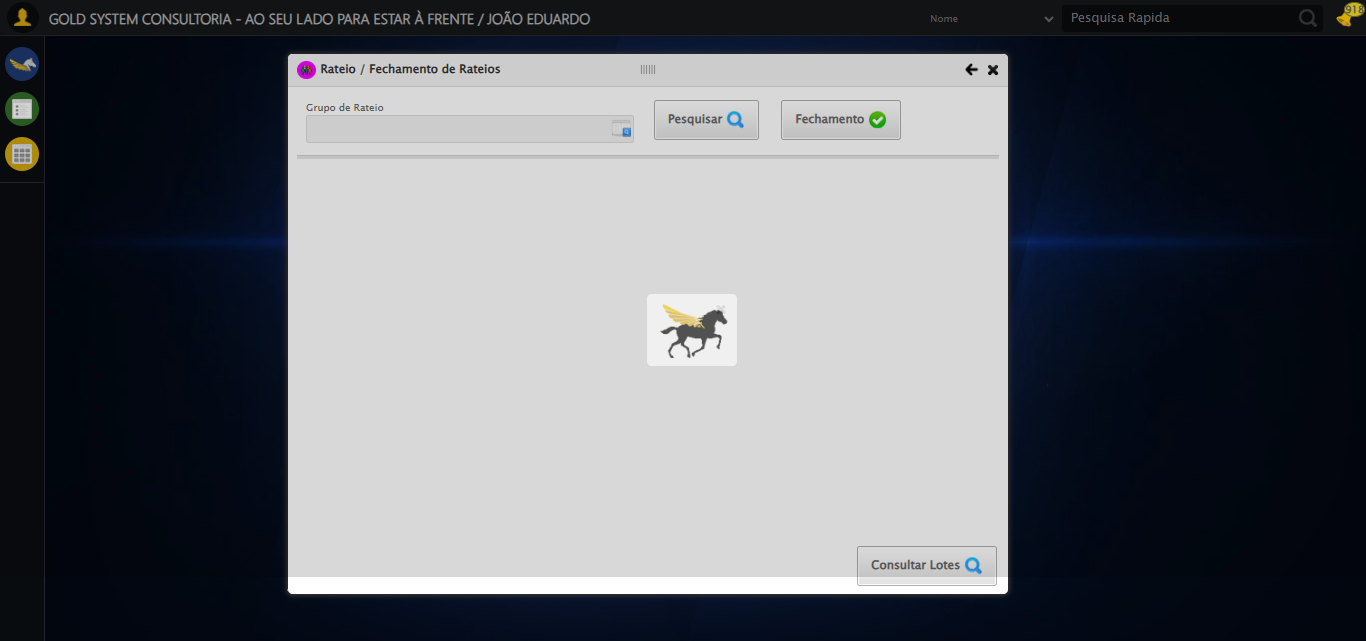 GOLD SYSTEM CONSULTORIA - AO SEU LADO PARA ESTAR À FRENTE / JOÃO EDUARDO
Nome
Pesquisa Rapida
918
Rateio / Fechamento de Rateios
Grupo de Rateio
Pesquisar
Fechamento
Consultar Lotes